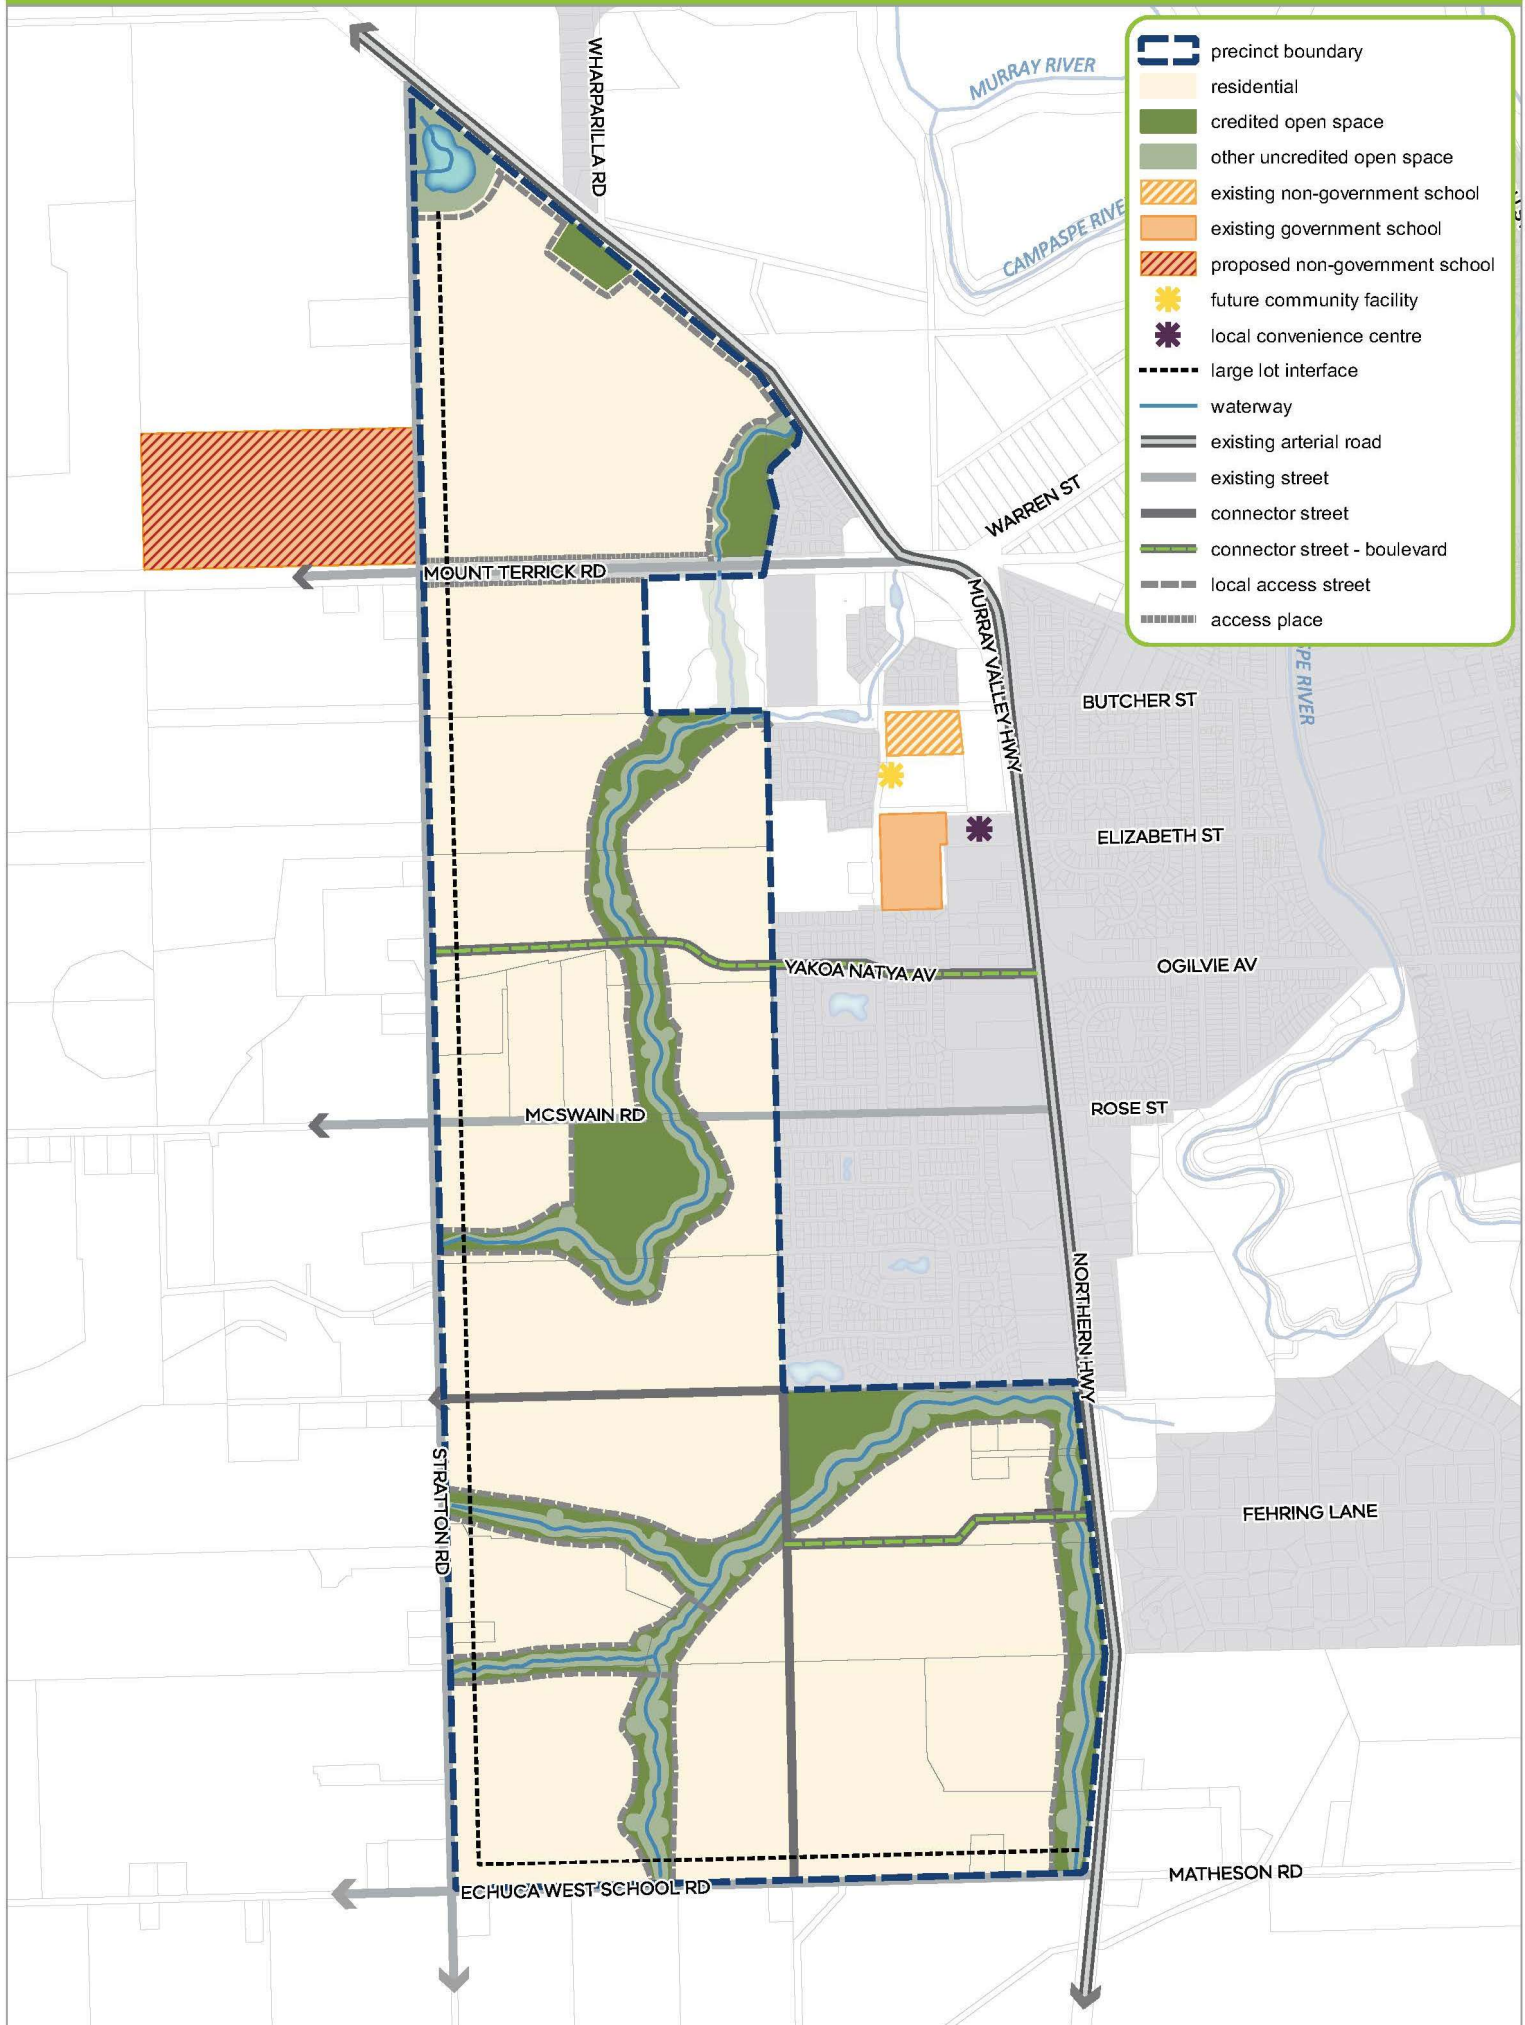 WHARPARILLA RD
MURRAY RIVER
precinct boundary
residential
credited open space
other uncredited open space
existing non-government school
existing government school
proposed non-government school
future community facility
local convenience centre
large lot interface
waterway
existing arterial road
existing street
connector street
connector street - boulevard
local access street
access place
WARREN ST
MOUNT TERRICK RD
MURRAY VALLEY HWY
BUTCHER ST
ELIZABETH ST
YAKOA NATYA AV
OGILVIE AV
MCSWAIN RD
ROSE ST
NORTHERN HWY
STRATTON RD
FEHRING LANE
ECHUCA WEST SCHOOL RD
MATHESON RD
CAMPASPE RIVE
PE RIVER